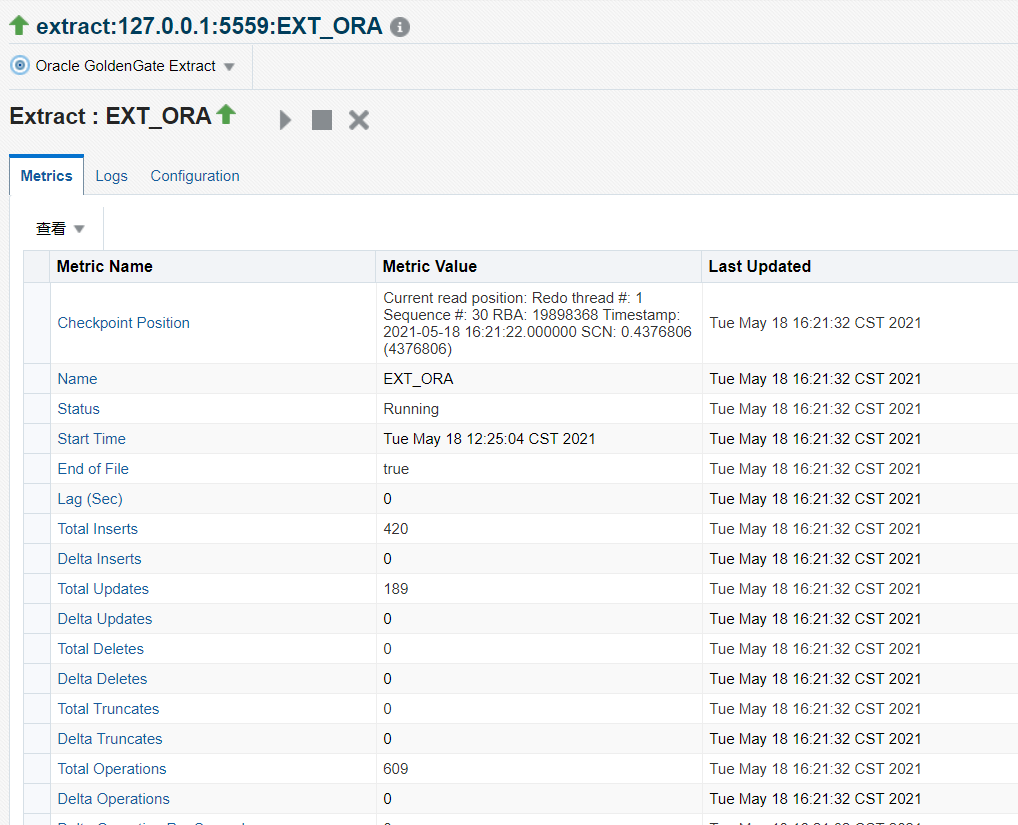 extract:127.0.0.1:5559:EXT_ORA
Oracle GoldenGate Extract
Extract : EXT_ORA
Metrics Logs Configuration
查看
Metric Name Metric Value Last Updated
Checkpoint Position Current read position: Redo thread #: 1
Sequence #: 30 RBA: 19898368 Timestamp:
2021-05-18 16:21:22.000000 SCN: 0.4376806
(4376806) Tue May 18 16:21:32 CST 2021
Name EXT_ORA Tue May 18 16:21:32 CST 2021
Status Running Tue May 18 16:21:32 CST 2021
Start Time Tue May 18 12:25:04 CST 2021 Tue May 18 16:21:32 CST 2021
End of File true Tue May 18 16:21:32 CST 2021
Lag (Sec) 0 Tue May 18 16:21:32 CST 2021
Total Inserts 420 Tue May 18 16:21:32 CST 2021
Delta Inserts 0 Tue May 18 16:21:32 CST 2021
Total Updates 189 Tue May 18 16:21:32 CST 2021
Delta Updates 0 Tue May 18 16:21:32 CST 2021
Total Deletes 0 Tue May 18 16:21:32 CST 2021
Delta Deletes 0 Tue May 18 16:21:32 CST 2021
Total Truncates 0 Tue May 18 16:21:32 CST 2021
Delta Truncates 0 Tue May 18 16:21:32 CST 2021
Total Operations 609 Tue May 18 16:21:32 CST 2021
Delta Operations 0 Tue May 18 16:21:32 CST 2021